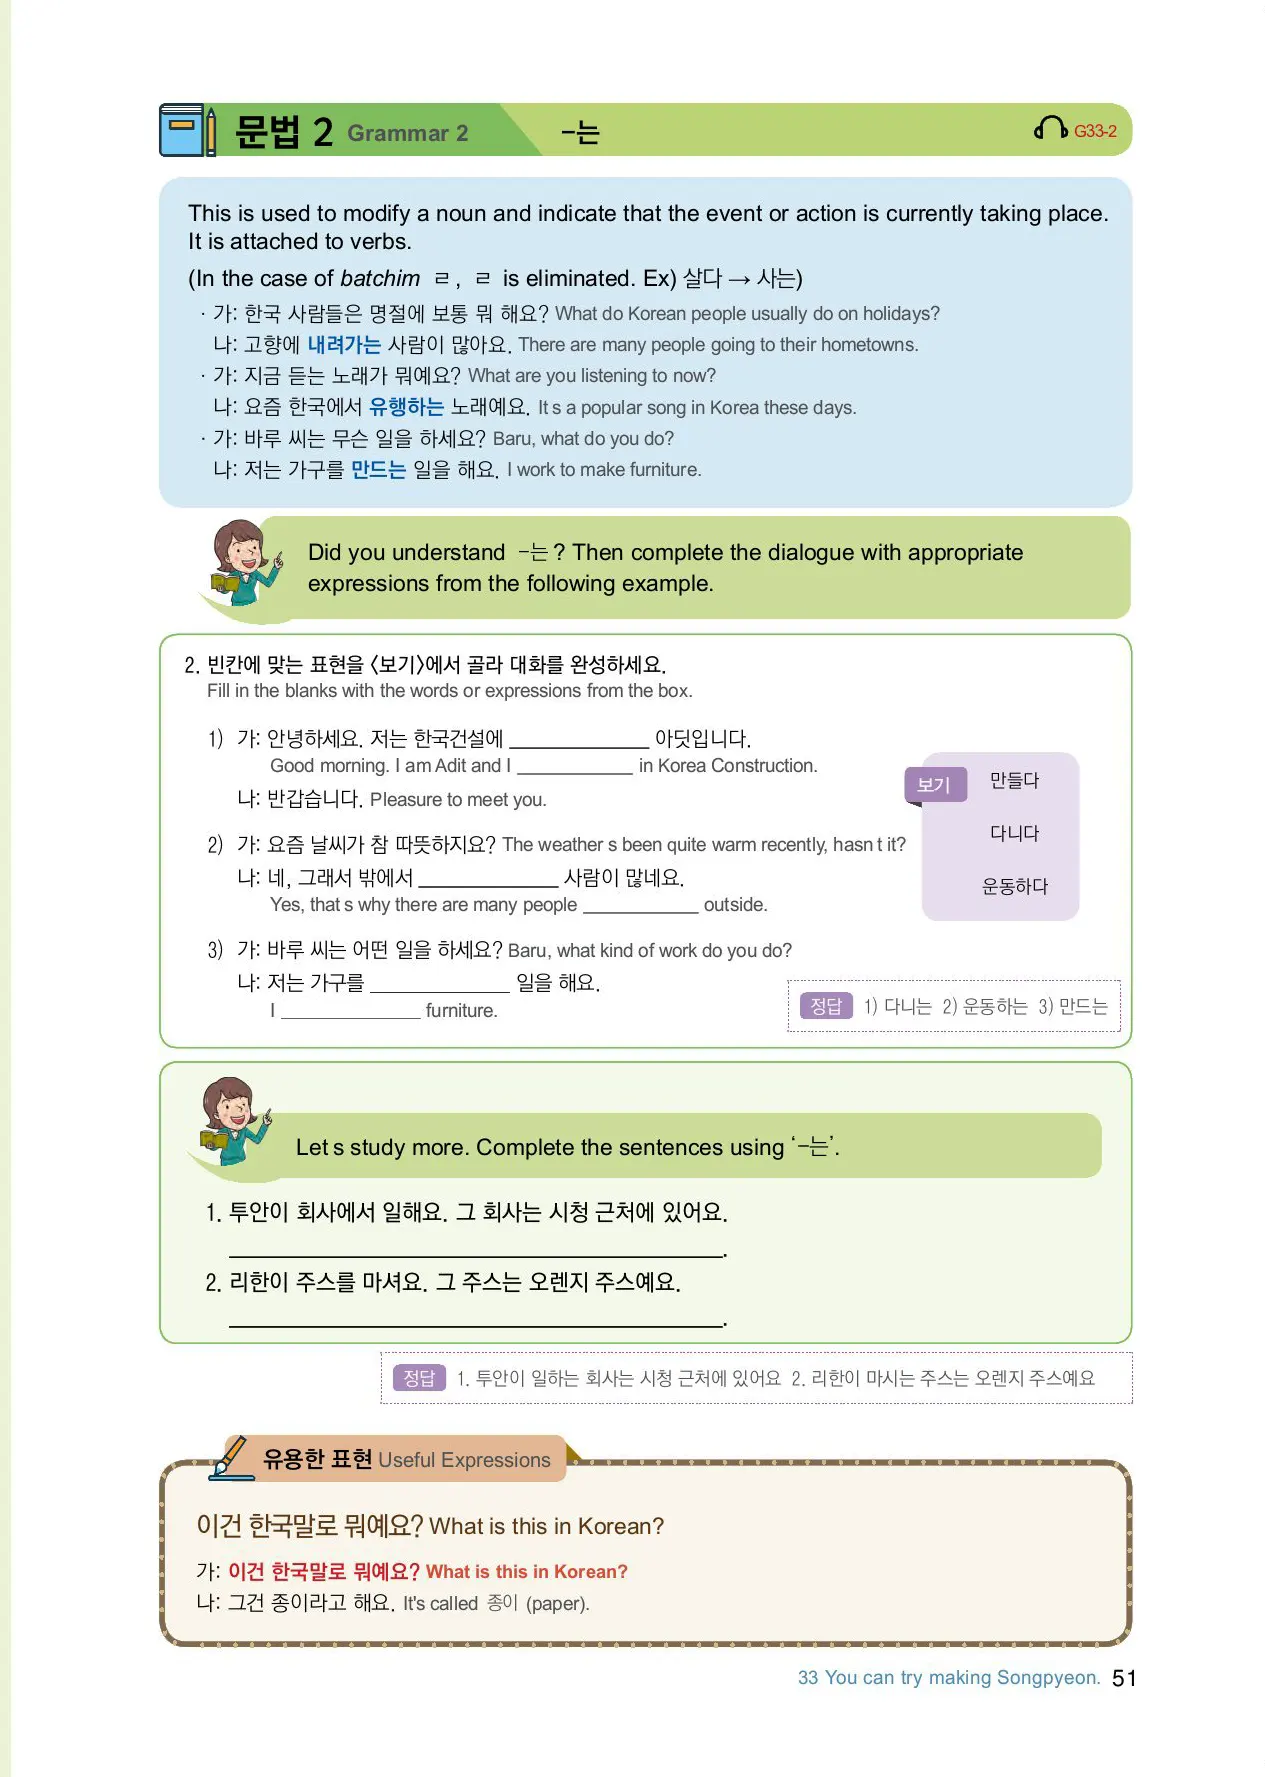 문법 2 Grammar 2 -는 G33-2
This is used to modify a noun and indicate that the event or action is currently taking place.
It is attached to verbs.
(In the case of batchim ㄹ, ㄹ is eliminated. Ex) 살다 → 사는)
· 가: 한국 사람들은 명절에 보통 뭐 해요? What do Korean people usually do on holidays?
나: 고향에 내려가는 사람이 많아요. There are many people going to their hometowns.
· 가: 지금 듣는 노래가 뭐예요? What are you listening to now?
나: 요즘 한국에서 유행하는 노래예요. It s a popular song in Korea these days.
· 가: 바루 씨는 무슨 일을 하세요? Baru, what do you do?
나: 저는 가구를 만드는 일을 해요. I work to make furniture.
Did you understand -는? Then complete the dialogue with appropriate
expressions from the following example.
2. 빈칸에 맞는 표현을 〈보기〉에서 골라 대화를 완성하세요.
Fill in the blanks with the words or expressions from the box.
1) 가: 안녕하세요. 저는 한국건설에 _____________ 아딧입니다.
Good morning. I am Adit and I ___________ in Korea Construction.
나: 반갑습니다. Pleasure to meet you.
2) 가: 요즘 날씨가 참 따뜻하지요? The weather s been quite warm recently, hasn t it?
나: 네, 그래서 밖에서 _____________ 사람이 많네요.
Yes, that s why there are many people ___________ outside.
3) 가: 바루 씨는 어떤 일을 하세요? Baru, what kind of work do you do?
나: 저는 가구를 _____________ 일을 해요.
I _____________ furniture.
보기 만들다
다니다
운동하다
정답 1) 다니는 2) 운동하는 3) 만드는
Let s study more. Complete the sentences using ‘-는’.
1. 투안이 회사에서 일해요. 그 회사는 시청 근처에 있어요.
_____________________________________________.
2. 리한이 주스를 마셔요. 그 주스는 오렌지 주스예요.
_____________________________________________.
정답 1. 투안이 일하는 회사는 시청 근처에 있어요 2. 리한이 마시는 주스는 오렌지 주스예요
유용한 표현 Useful Expressions
이건 한국말로 뭐예요? What is this in Korean?
가: 이건 한국말로 뭐예요? What is this in Korean?
나: 그건 종이라고 해요. It's called 종이 (paper).
33 You can try making Songpyeon. 51